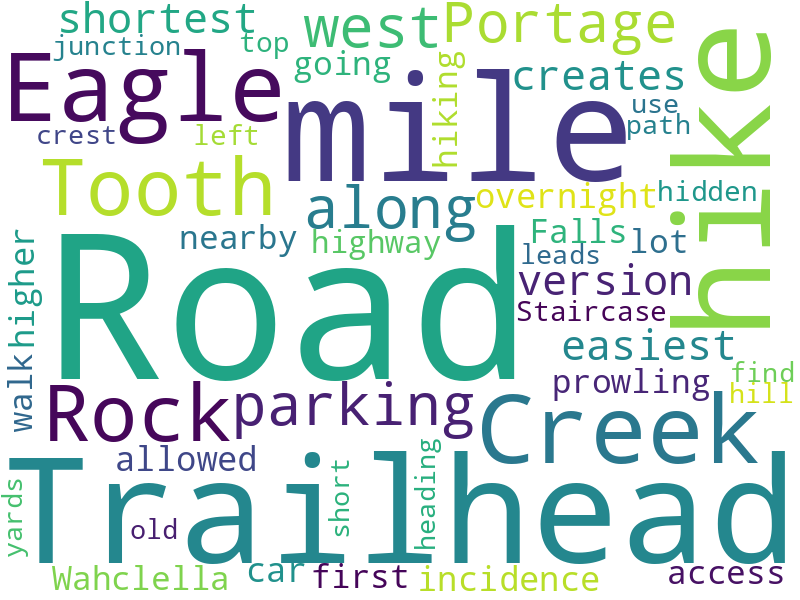 shortest
west
Portage
junction
top
going
creates
hike
Eagle
mile
hiking
use
path
crest
left
Tooth
along
overnight
hidden
nearby
highway
Falls
lot
leads
higher
Road
version
Staircase
easiest
walk
Rock
parking
prowling
find
hill
Creek
allowed
Trailhead
yards
old
short
heading
Wahclella
car
first
incidence
access